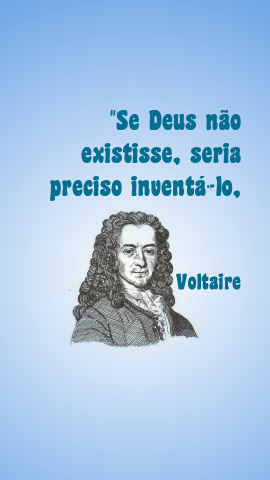 "Se Deus não
existisse, seria
preciso inventá-lo,
Voltaire